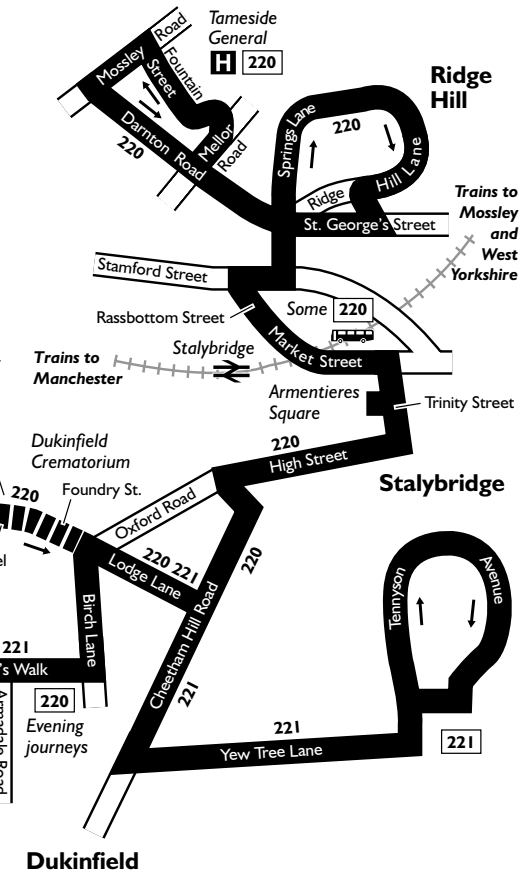 Tameside
General
H 220
Mossley
Road
Fountain
Street
Darnton Road
220
Mellor
Road
Ridge
Hill
Springs Lane
220
Hill Lane
Ridge
St. George's Street
Trains to
Mossley
and
West
Yorkshire
Stamford Street
Rassbottom Street
Some 220
Stalybridge
Market Street
Trains to
Manchester
Armentieres
Square
Trinity Street
220
High Street
Stalybridge
Dukinfield
Crematorium
220
Foundry St.
Oxford Road
220 221
Lodge Lane
220
Cheetham Hill Road
221
Birch Lane
221
's Walk
220
Evening
journeys
Armadale Road
Tennyson
Avenue
221
Yew Tree Lane
221
Dukinfield